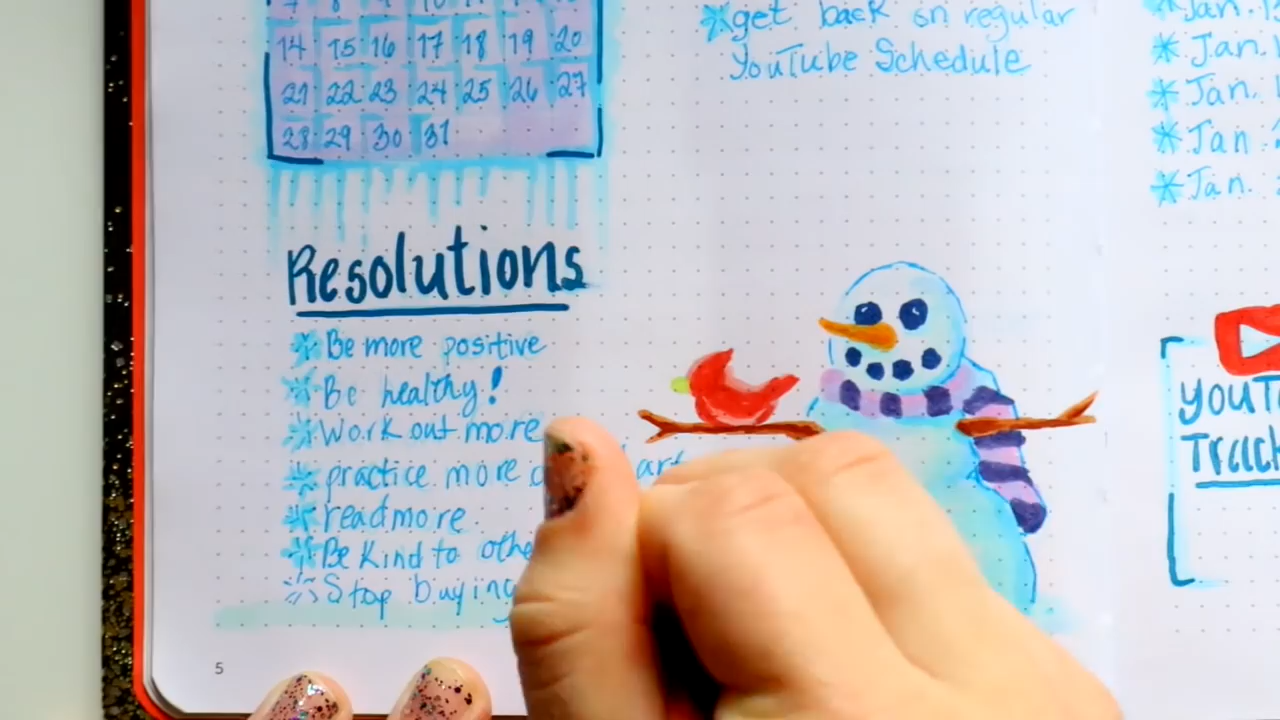 14 15 16 17 18 19 20
21 22 23 24 25 26 27
28 29 30 31
get back on regular
YouTube Schedule
Jan.
Jan.
Jan.
Jan
Jan.
Resolutions
Be more positive
Be healthy!
Work out more
practice more art
read more
Be Kind to
Stop buying
5